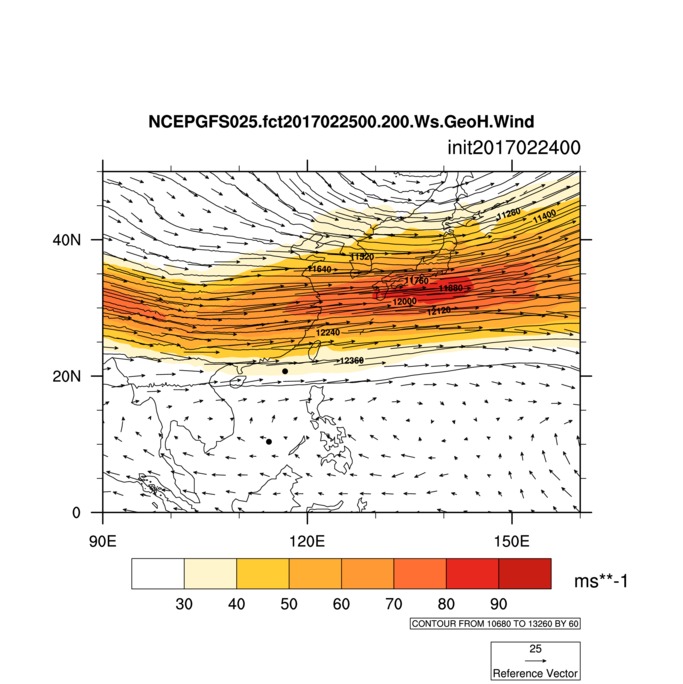 NCEPGFS025.fct2017022500.200.Ws.GeoH.Wind
init2017022400
11280
11400
40N
11520
11640
11760
11880
12000
12120
12240
12360
20N
0
90E 120E 150E
ms**-1
30 40 50 60 70 80 90
CONTOUR FROM 10680 TO 13260 BY 60
25
Reference Vector